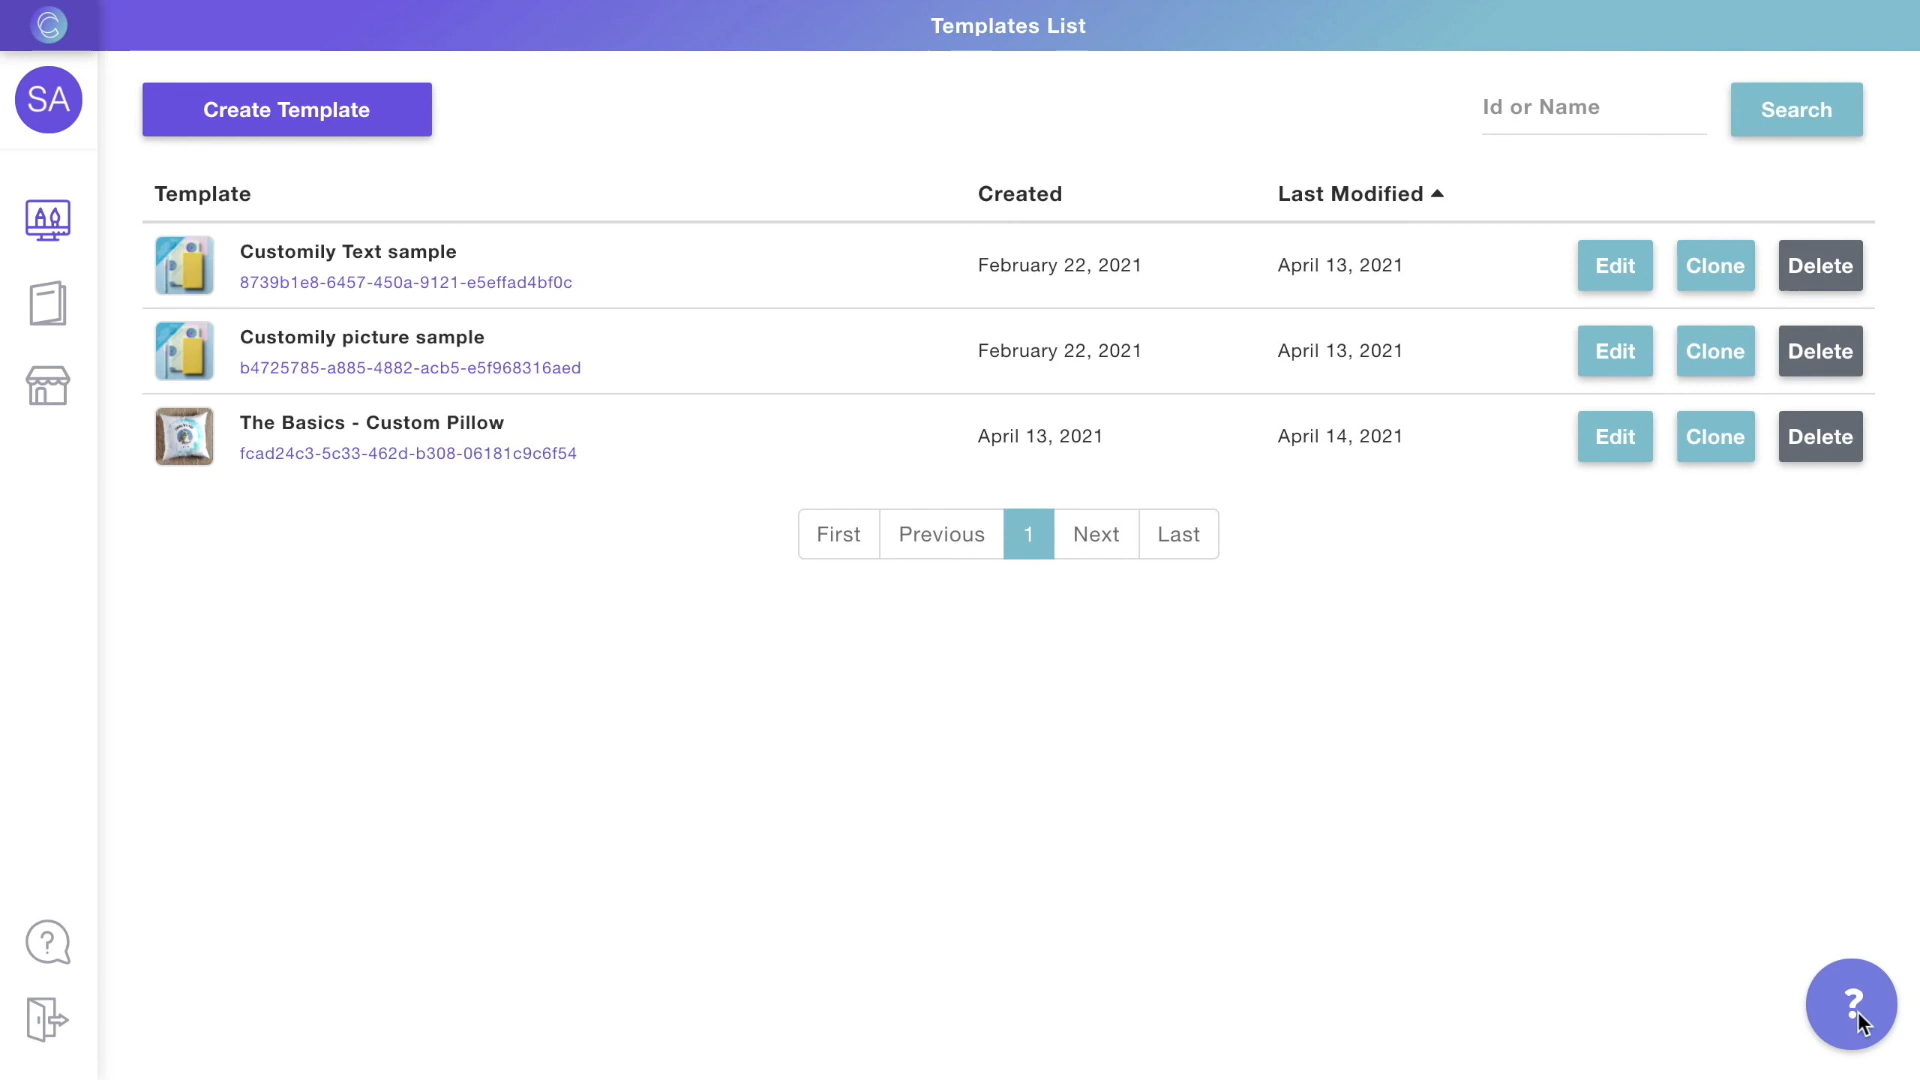 Templates List
SA
Create Template
Id or Name
Search
Template Created Last Modified
Customily Text sample
8739b1e8-6457-450a-9121-e5effad4bf0c
February 22, 2021
April 13, 2021
Edit Clone Delete
Customily picture sample
b4725785-a885-4882-acb5-e5f968316aed
February 22, 2021
April 13, 2021
Edit Clone Delete
The Basics - Custom Pillow
fcad24c3-5c33-462d-b308-06181c9c6f54
April 13, 2021
April 14, 2021
Edit Clone Delete
First Previous 1 Next Last
?
?